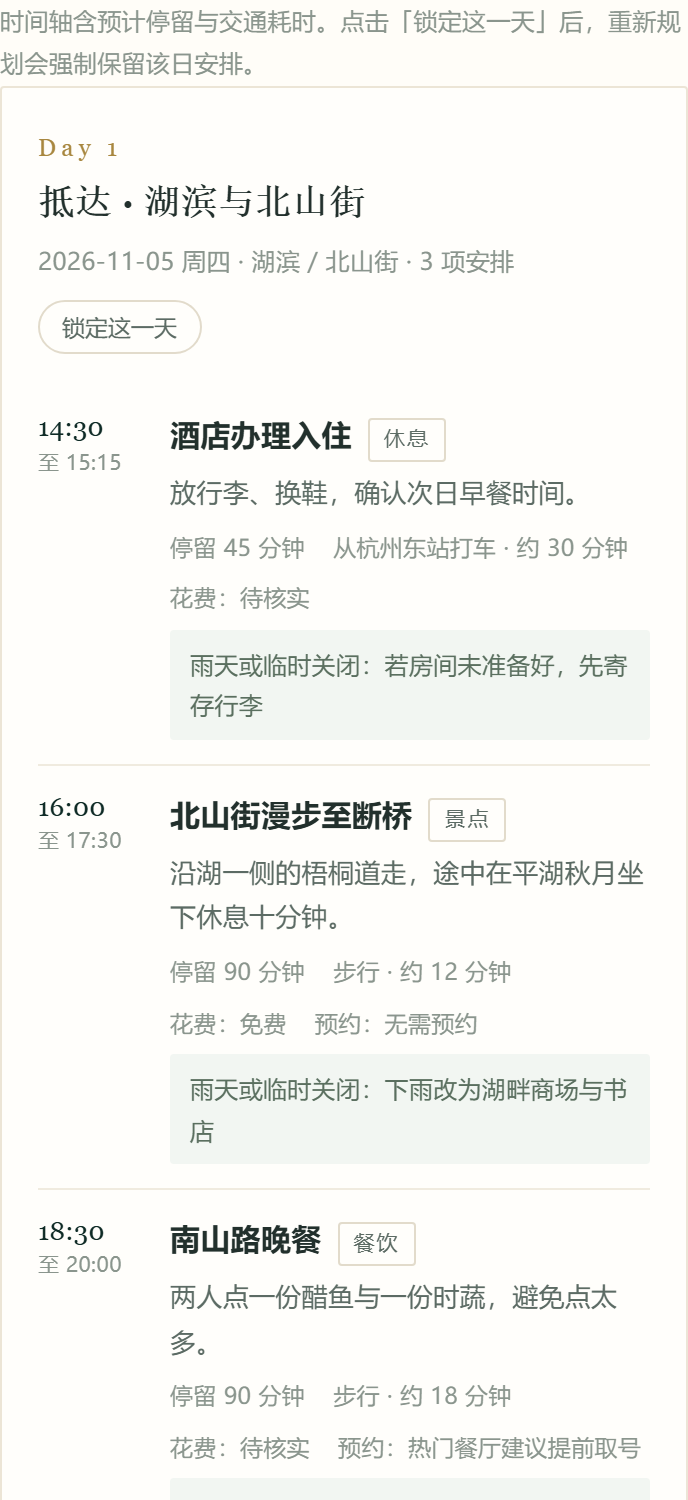 时间轴含预计停留与交通耗时。点击「锁定这一天」后，重新规
划会强制保留该日安排。
Day 1
抵达 · 湖滨与北山街
2026-11-05 周四 · 湖滨 / 北山街 · 3 项安排
锁定这一天
14:30
至 15:15
酒店办理入住 休息
放行李、换鞋，确认次日早餐时间。
停留 45 分钟 从杭州东站打车 · 约 30 分钟
花费：待核实
雨天或临时关闭：若房间未准备好，先寄
存行李
16:00
至 17:30
北山街漫步至断桥 景点
沿湖一侧的梧桐道走，途中在平湖秋月坐
下休息十分钟。
停留 90 分钟 步行 · 约 12 分钟
花费：免费 预约：无需预约
雨天或临时关闭：下雨改为湖畔商场与书
店
18:30
至 20:00
南山路晚餐 餐饮
两人点一份醋鱼与一份时蔬，避免点太
多。
停留 90 分钟 步行 · 约 18 分钟
花费：待核实 预约：热门餐厅建议提前取号